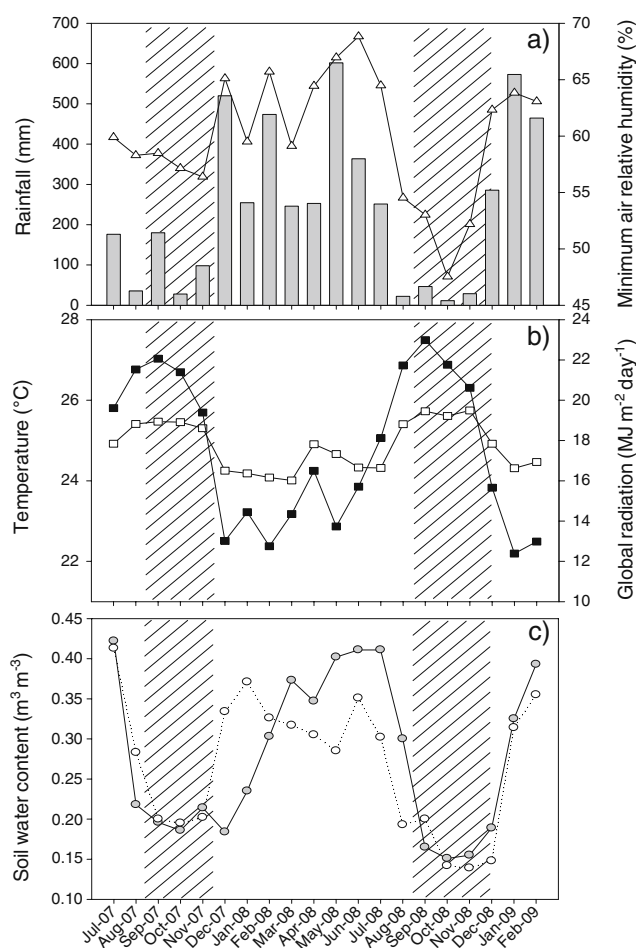 a)
700
600
500
400
300
200
100
0
Rainfall (mm)
70
65
60
55
50
45
Minimum air relative humidity (%)
b)
28
26
24
22
Temperature (°C)
24
22
20
18
16
14
12
10
Global radiation (MJ m-2 day-1)
c)
0.45
0.40
0.35
0.30
0.25
0.20
0.15
0.10
Soil water content (m3 m-3)
Jul-07
Aug-07
Sep-07
Oct-07
Nov-07
Dec-07
Jan-08
Feb-08
Mar-08
Apr-08
May-08
Jun-08
Jul-08
Aug-08
Sep-08
Oct-08
Nov-08
Dec-08
Jan-09
Feb-09